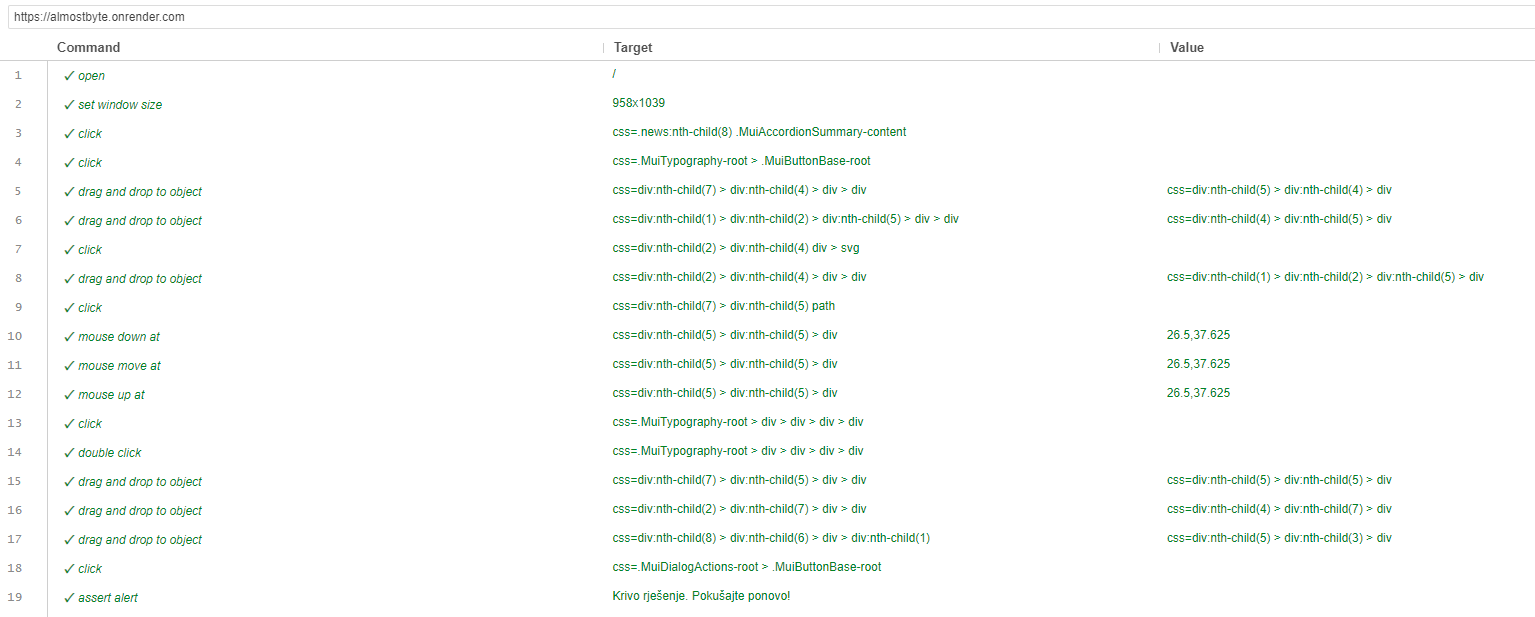 https://almostbyte.onrender.com
Command Target Value
1 ✓ open /
2 ✓ set window size 958x1039
3 ✓ click css=.news:nth-child(8) .MuiAccordionSummary-content
4 ✓ click css=.MuiTypography-root > .MuiButtonBase-root
5 ✓ drag and drop to object css=div:nth-child(7) > div:nth-child(4) > div > div css=div:nth-child(5) > div:nth-child(4) > div
6 ✓ drag and drop to object css=div:nth-child(1) > div:nth-child(2) > div:nth-child(5) > div > div css=div:nth-child(4) > div:nth-child(5) > div
7 ✓ click css=div:nth-child(2) > div:nth-child(4) div > svg
8 ✓ drag and drop to object css=div:nth-child(2) > div:nth-child(4) > div > div css=div:nth-child(1) > div:nth-child(2) > div:nth-child(5) > div
9 ✓ click css=div:nth-child(7) > div:nth-child(5) path
10 ✓ mouse down at css=div:nth-child(5) > div:nth-child(5) > div 26.5,37.625
11 ✓ mouse move at css=div:nth-child(5) > div:nth-child(5) > div 26.5,37.625
12 ✓ mouse up at css=div:nth-child(5) > div:nth-child(5) > div 26.5,37.625
13 ✓ click css=.MuiTypography-root > div > div > div > div
14 ✓ double click css=.MuiTypography-root > div > div > div > div
15 ✓ drag and drop to object css=div:nth-child(7) > div:nth-child(5) > div > div css=div:nth-child(5) > div:nth-child(5) > div
16 ✓ drag and drop to object css=div:nth-child(2) > div:nth-child(7) > div > div css=div:nth-child(4) > div:nth-child(7) > div
17 ✓ drag and drop to object css=div:nth-child(8) > div:nth-child(6) > div > div:nth-child(1) css=div:nth-child(5) > div:nth-child(3) > div
18 ✓ click css=.MuiDialogActions-root > .MuiButtonBase-root
19 ✓ assert alert Krivo rješenje. Pokušajte ponovo!